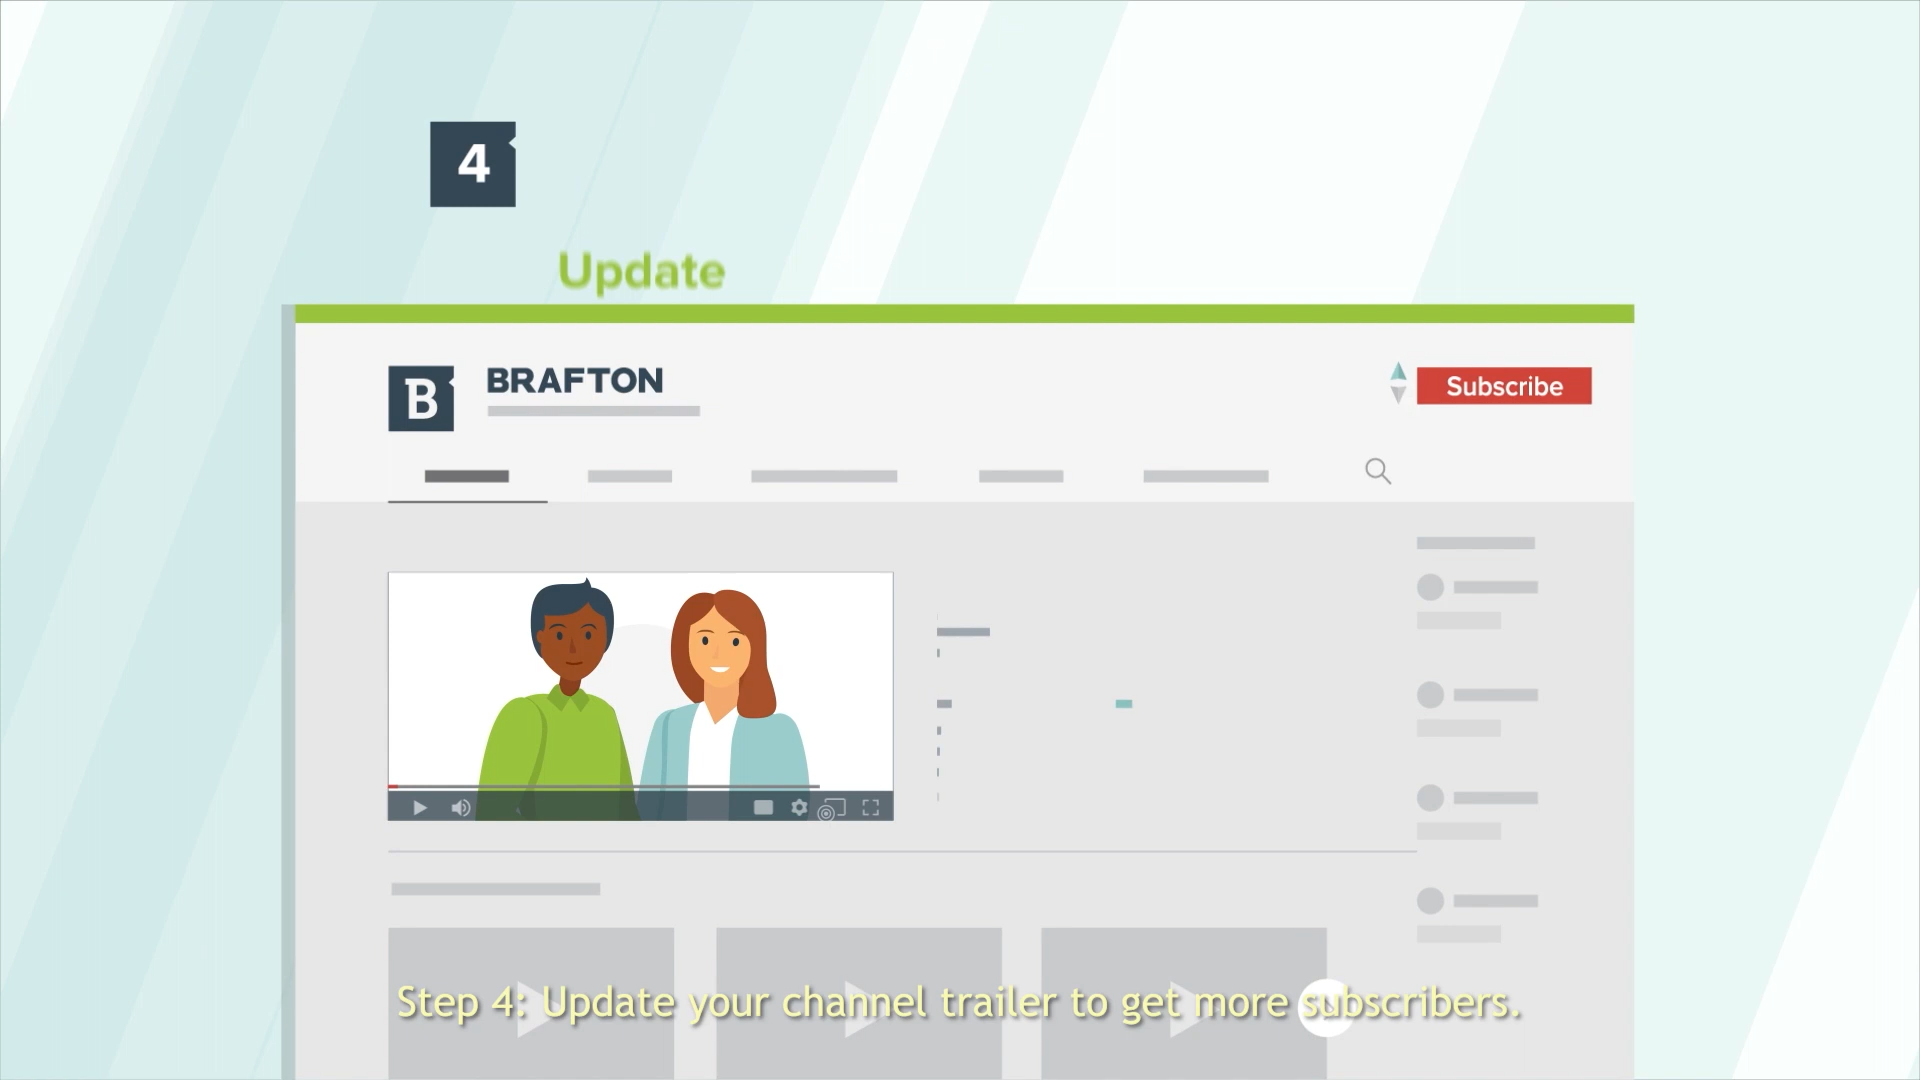 4
Update
B
BRAFTON
Subscribe
Step 4: Update your channel trailer to get more subscribers.